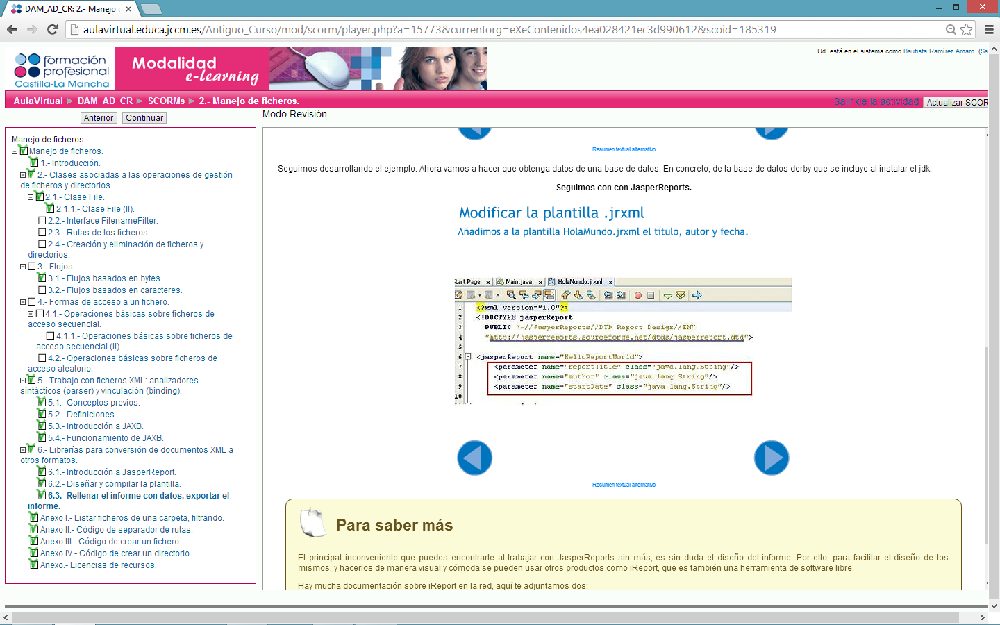 DAM_AD_CR: 2.- Manejo
aulavirtual.educa.jccm.es/Antiguo_Curso/mod/scorm/player.php?a=15773&currentorg=eXeContenidos4ea028421ec3d990612&scoid=185319
formación
profesional
Castilla-La Mancha
Modalidad
e-learning
Ud. está en el sistema como Bautista Ramírez Amaro. (Sa
AulaVirtual ► DAM_AD_CR ► SCORMs ► 2.- Manejo de ficheros.
Salir de la actividad
Actualizar SCOR
Anterior
Continuar
Modo Revisión
Manejo de ficheros.
Manejo de ficheros.
1.- Introducción.
2.- Clases asociadas a las operaciones de gestión
de ficheros y directorios.
2.1.- Clase File.
2.1.1.- Clase File (II).
2.2.- Interface FilenameFilter.
2.3.- Rutas de los ficheros
2.4.- Creación y eliminación de ficheros y
directorios.
3.- Flujos.
3.1.- Flujos basados en bytes.
3.2.- Flujos basados en caracteres.
4.- Formas de acceso a un fichero.
4.1.- Operaciones básicas sobre ficheros de
acceso secuencial.
4.1.1.- Operaciones básicas sobre ficheros de
acceso secuencial (II).
4.2.- Operaciones básicas sobre ficheros de
acceso aleatorio.
5.- Trabajo con ficheros XML: analizadores
sintácticos (parser) y vinculación (binding).
5.1.- Conceptos previos.
5.2.- Definiciones.
5.3.- Introducción a JAXB.
5.4.- Funcionamiento de JAXB.
6.- Librerías para conversión de documentos XML a
otros formatos.
6.1.- Introducción a JasperReport.
6.2.- Diseñar y compilar la plantilla.
6.3.- Rellenar el informe con datos, exportar el
informe.
Anexo I.- Listar ficheros de una carpeta, filtrando.
Anexo II.- Código de separador de rutas.
Anexo III.- Código de crear un fichero.
Anexo IV.- Código de crear un directorio.
Anexo.- Licencias de recursos.
Resumen textual alternativo
Seguimos desarrollando el ejemplo. Ahora vamos a hacer que obtenga datos de una base de datos. En concreto, de la base de datos derby que se incluye al instalar el jdk.
Seguimos con con JasperReports.
Modificar la plantilla .jrxml
Añadimos a la plantilla HolaMundo.jrxml el título, autor y fecha.
tart Page x Main.java x HolaMundo.jrxml x
1 <?xml version="1.0"?>
2 <!DOCTYPE jasperReport
3 PUBLIC "-//JasperReports//DTD Report Design//EN"
4 "http://jasperreports.sourceforge.net/dtds/jasperreport.dtd">
5
6 <jasperReport name="HelloReportWorld">
7 <parameter name="reportTitle" class="java.lang.String"/>
8 <parameter name="author" class="java.lang.String"/>
9 <parameter name="startDate" class="java.lang.String"/>
10
Resumen textual alternativo
Para saber más
El principal inconveniente que puedes encontrarte al trabajar con JasperReports sin más, es sin duda el diseño del informe. Por ello, para facilitar el diseño de los
mismos, y hacerlos de manera visual y cómoda se pueden usar otros productos como iReport, que es también una herramienta de software libre.
Hay mucha documentación sobre iReport en la red, aquí te adjuntamos dos: